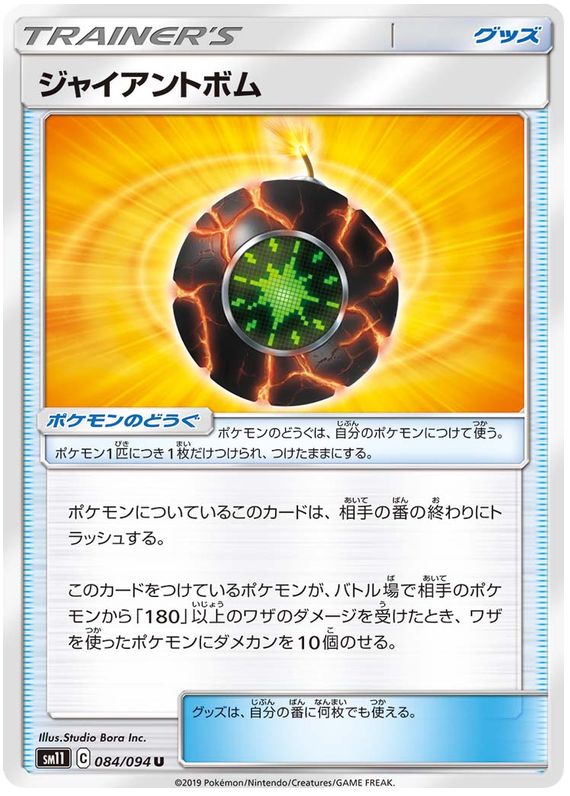 TRAINER'S グッズ
ジャイアントボム
ポケモンのどうぐ ポケモンのどうぐは、自分のポケモンにつけて使う。
ポケモン1匹につき1枚だけつけられ、つけたままにする。
ポケモンについているこのカードは、相手の番の終わりにト
ラッシュする。
このカードをつけているポケモンが、バトル場で相手のポケ
モンから「180」以上のワザのダメージを受けたとき、ワザ
を使ったポケモンにダメカンを10個のせる。
グッズは、自分の番に何枚でも使える。
Illus.Studio Bora Inc.
SM11 C 084/094 U
©2019 Pokémon/Nintendo/Creatures/GAME FREAK.